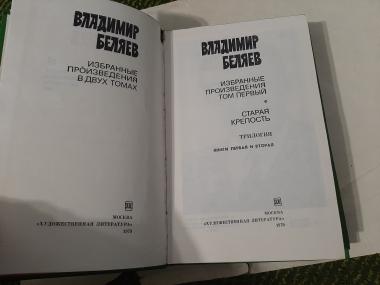 ВЛАДИМИР
БЕЛЯЕВ
ИЗБРАННЫЕ
ПРОИЗВЕДЕНИЯ
В ДВУХ ТОМАХ
МОСКВА
«ХУДОЖЕСТВЕННАЯ ЛИТЕРАТУРА»
1979
ВЛАДИМИР
БЕЛЯЕВ
ИЗБРАННЫЕ
ПРОИЗВЕДЕНИЯ
ТОМ ПЕРВЫЙ
СТАРАЯ
КРЕПОСТЬ
ТРИЛОГИЯ
КНИГИ ПЕРВАЯ И ВТОРАЯ
МОСКВА
«ХУДОЖЕСТВЕННАЯ ЛИТЕРАТУРА»
1979